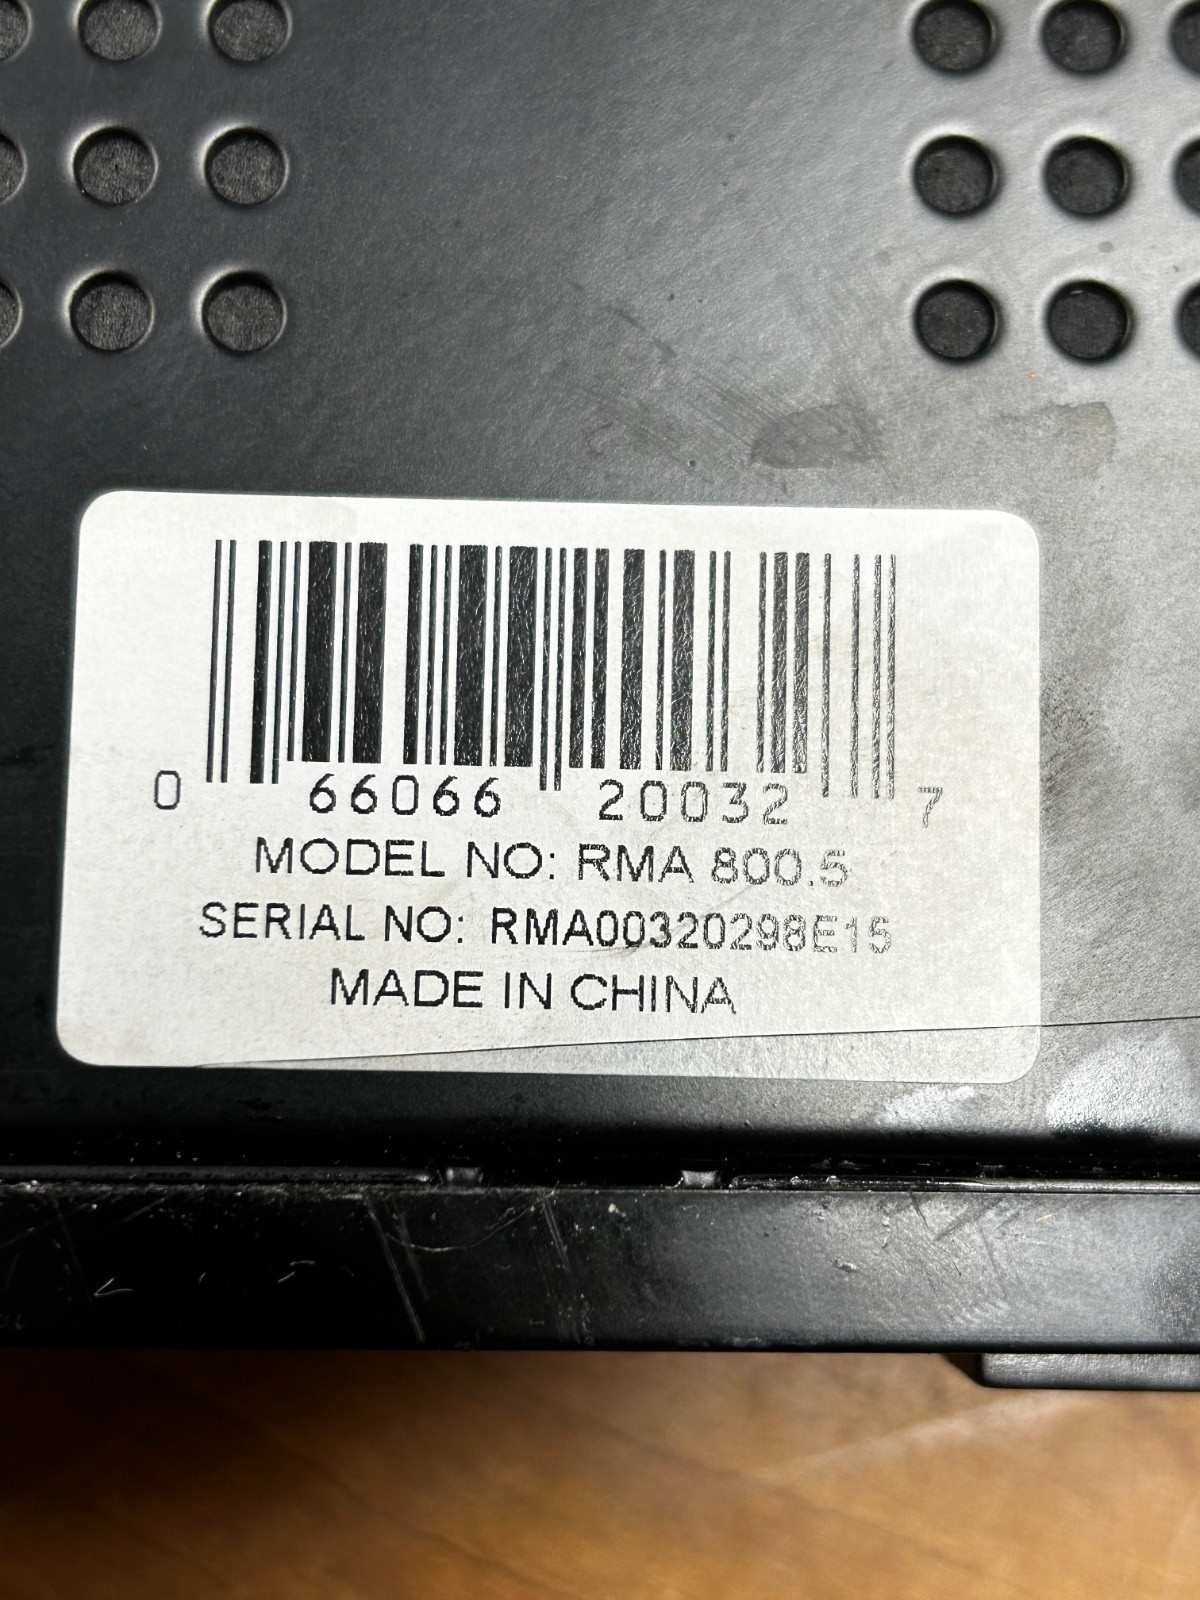 0 66066 20032 7
MODEL NO: RMA 800.5
SERIAL NO: RMA00320298E15
MADE IN CHINA